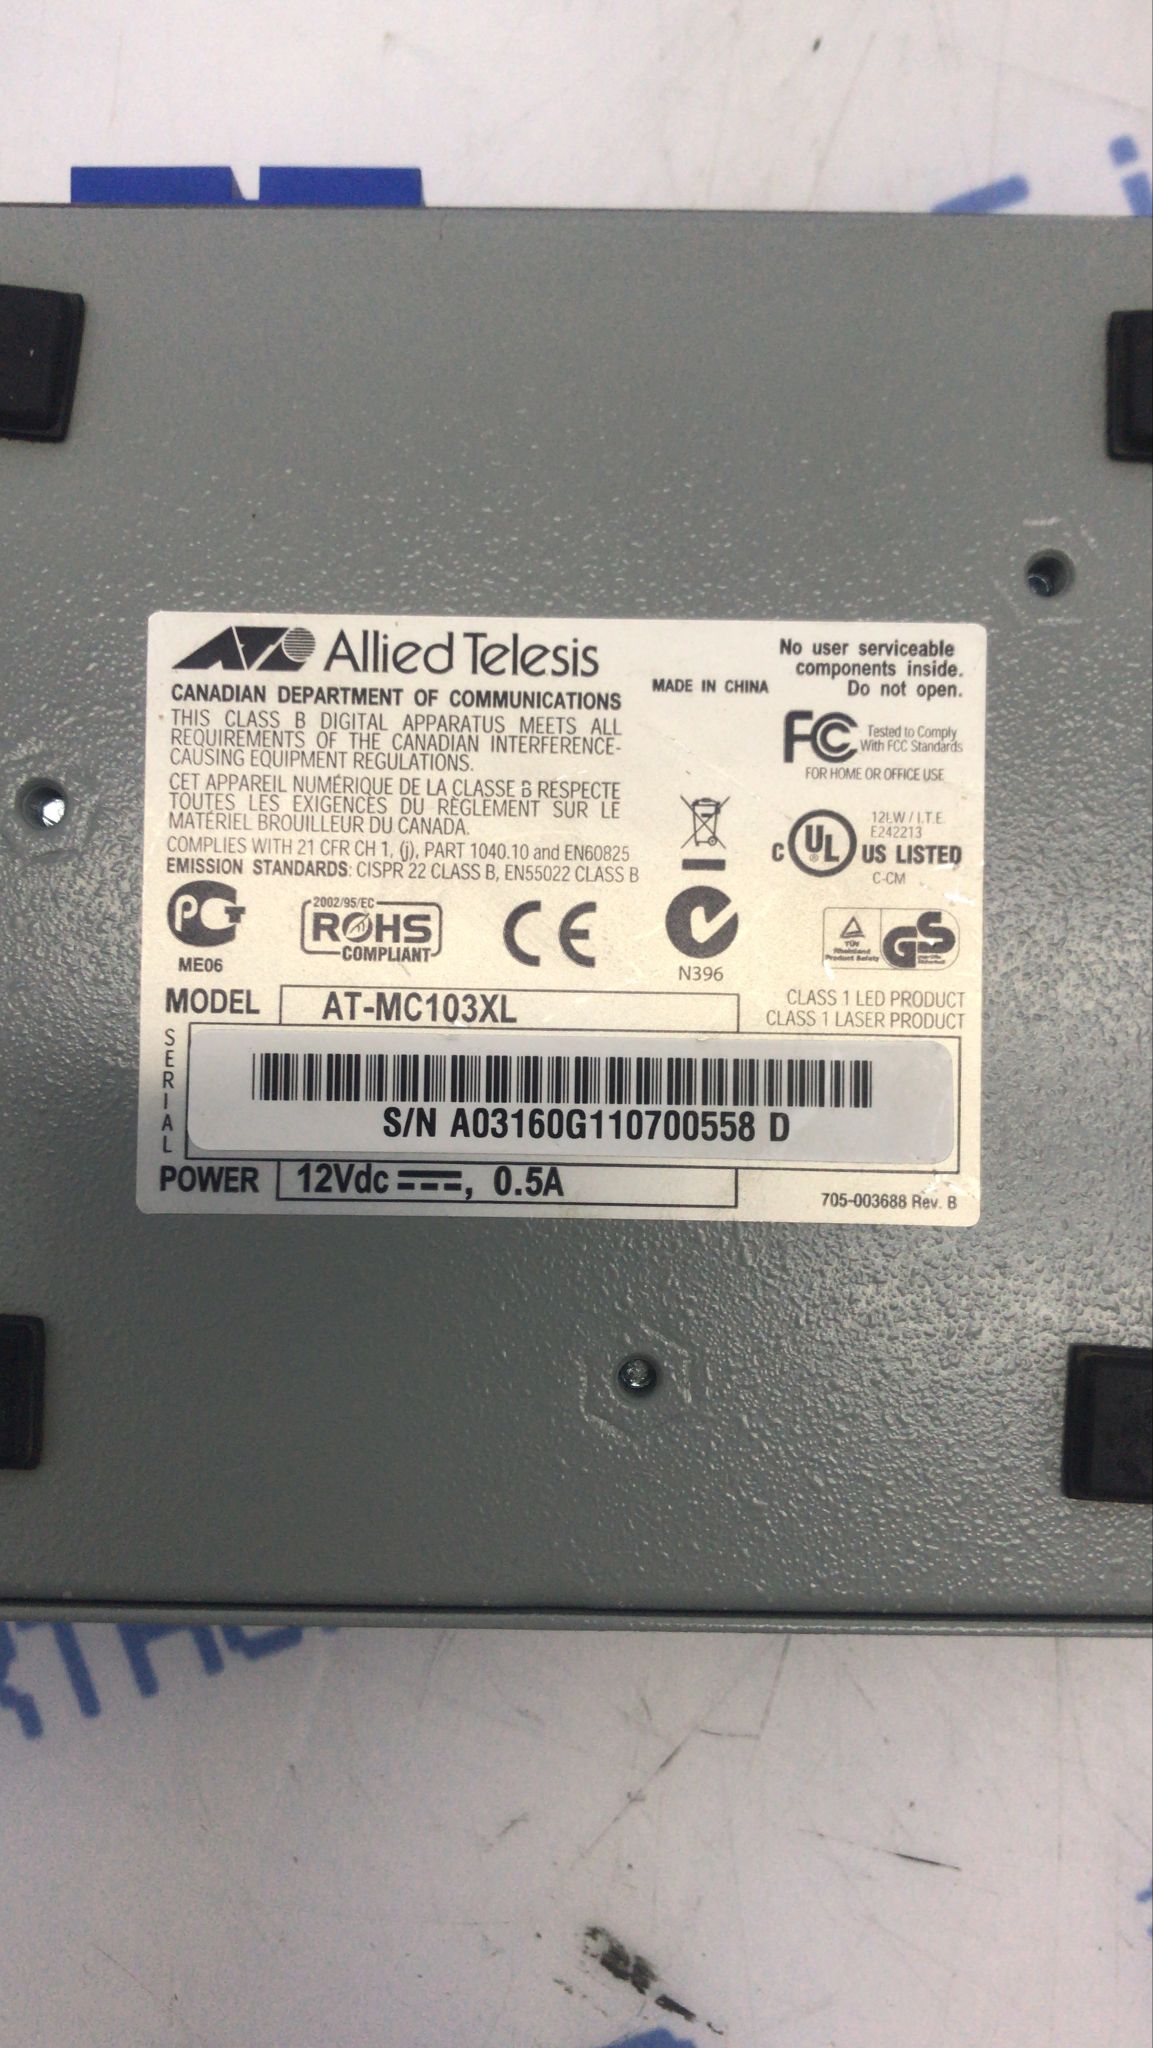 Allied Telesis
CANADIAN DEPARTMENT OF COMMUNICATIONS
THIS CLASS B DIGITAL APPARATUS MEETS ALL
REQUIREMENTS OF THE CANADIAN INTERFERENCE-
CAUSING EQUIPMENT REGULATIONS.
CET APPAREIL NUMÉRIQUE DE LA CLASSE B RESPECTE
TOUTES LES EXIGENCES DU RÈGLEMENT SUR LE
MATÉRIEL BROUILLEUR DU CANADA.
COMPLIES WITH 21 CFR CH 1, (j), PART 1040.10 and EN60825
EMISSION STANDARDS: CISPR 22 CLASS B, EN55022 CLASS B
MADE IN CHINA
No user serviceable
components inside.
Do not open.
FC Tested to Comply
With FCC Standards
FOR HOME OR OFFICE USE
12LW / I.T.E.
E242213
C UL ® US LISTED
C-CM
PCT
ME06
2002/95/EC
ROHS
COMPLIANT
CE
N396
TÜV
Rheinland
Product Safety
GS
MODEL AT-MC103XL
CLASS 1 LED PRODUCT
CLASS 1 LASER PRODUCT
SERIAL
S/N A03160G110700558 D
POWER 12Vdc, 0.5A
705-003688 Rev. B